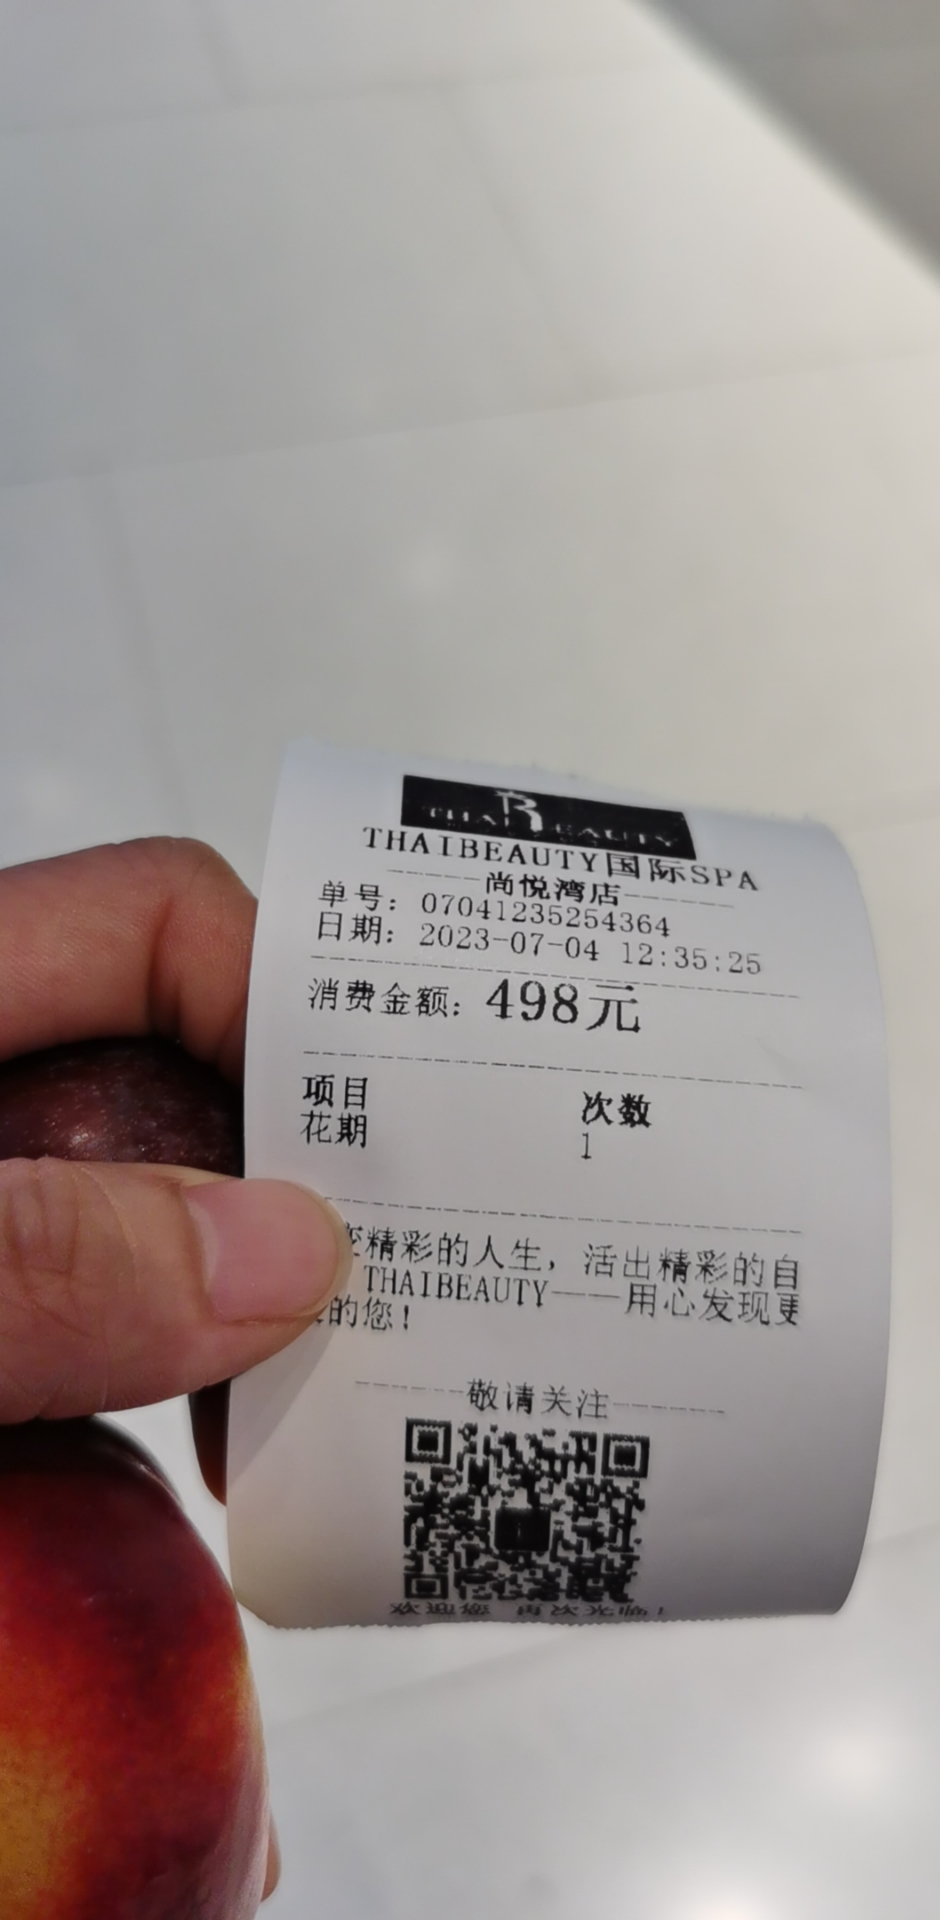 THAI BEAUTY
THAIBEAUTY国际SPA
------尚悦湾店------
单号：07041235254364
日期：2023-07-04 12:35:25
消费金额：498元
项目 次数
花期 1
精彩的人生，活出精彩的自
THAIBEAUTY——用心发现更
的您！
------敬请关注------
欢迎您 再次光临！